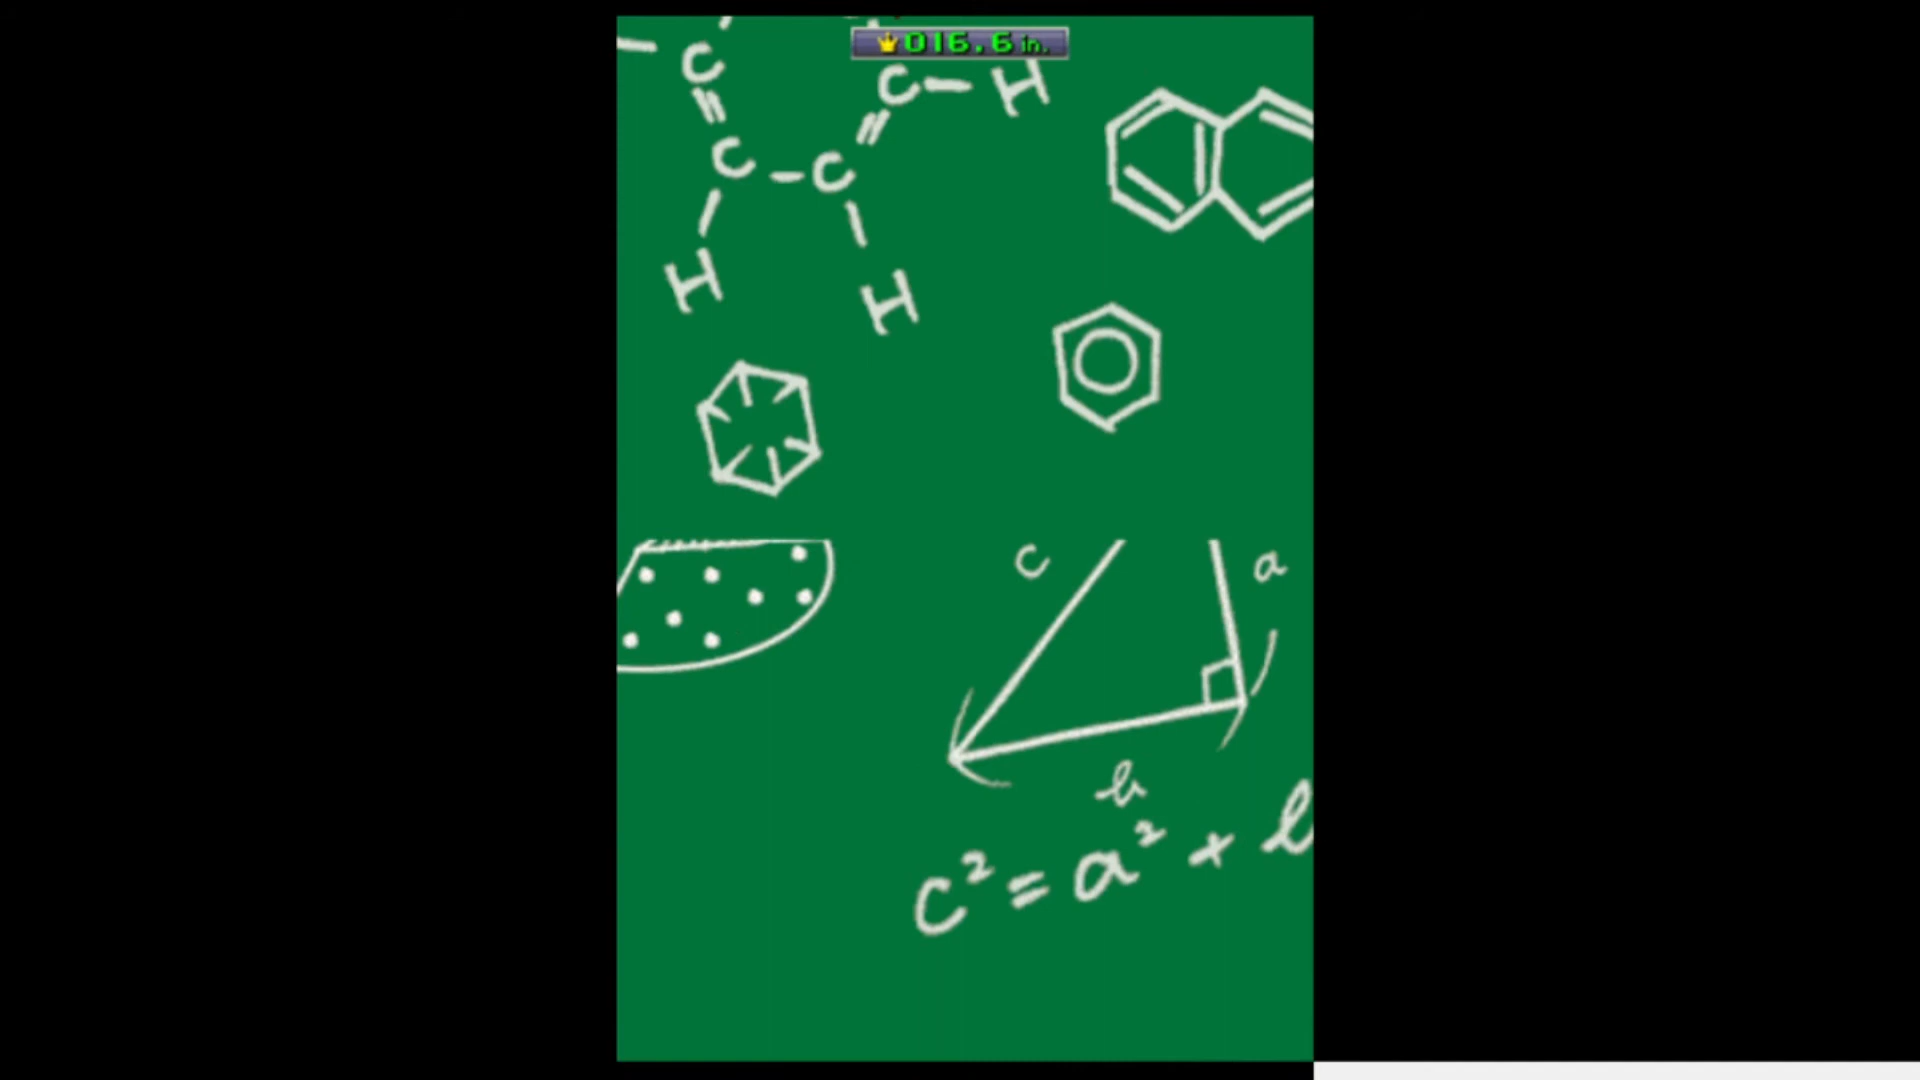 016.6 in.
C
C
C – H
C – C
H
H
c
a
b
c² = a² + b